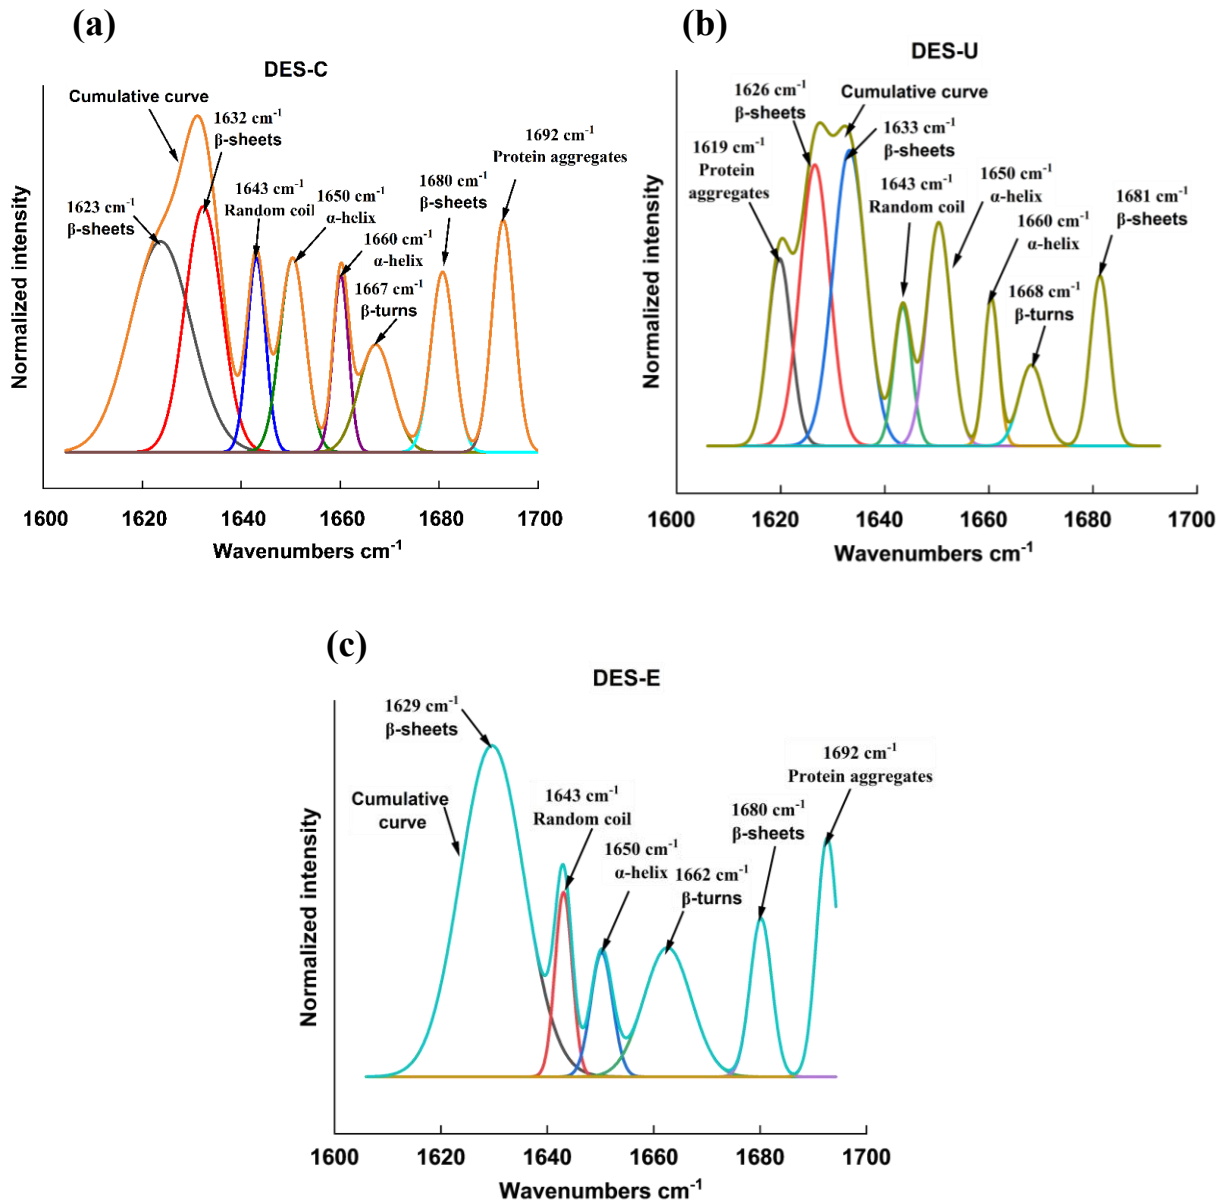 (a)
DES-C
Cumulative curve
1632 cm-1
β-sheets
1692 cm-1
Protein aggregates
1623 cm-1
β-sheets
1643 cm-1
Random coil
1650 cm-1
α-helix
1680 cm-1
β-sheets
1660 cm-1
α-helix
1667 cm-1
β-turns
Normalized intensity
1600 1620 1640 1660 1680 1700
Wavenumbers cm-1
(b)
DES-U
1626 cm-1
β-sheets
Cumulative curve
1619 cm-1
Protein
aggregates
1633 cm-1
β-sheets
1643 cm-1
Random coil
1650 cm-1
α-helix
1660 cm-1
α-helix
1668 cm-1
β-turns
1681 cm-1
β-sheets
Normalized intensity
1600 1620 1640 1660 1680 1700
Wavenumbers cm-1
(c)
DES-E
1629 cm-1
β-sheets
Cumulative
curve
1643 cm-1
Random coil
1650 cm-1
α-helix
1662 cm-1
β-turns
1680 cm-1
β-sheets
1692 cm-1
Protein aggregates
Normalized intensity
1600 1620 1640 1660 1680 1700
Wavenumbers cm-1